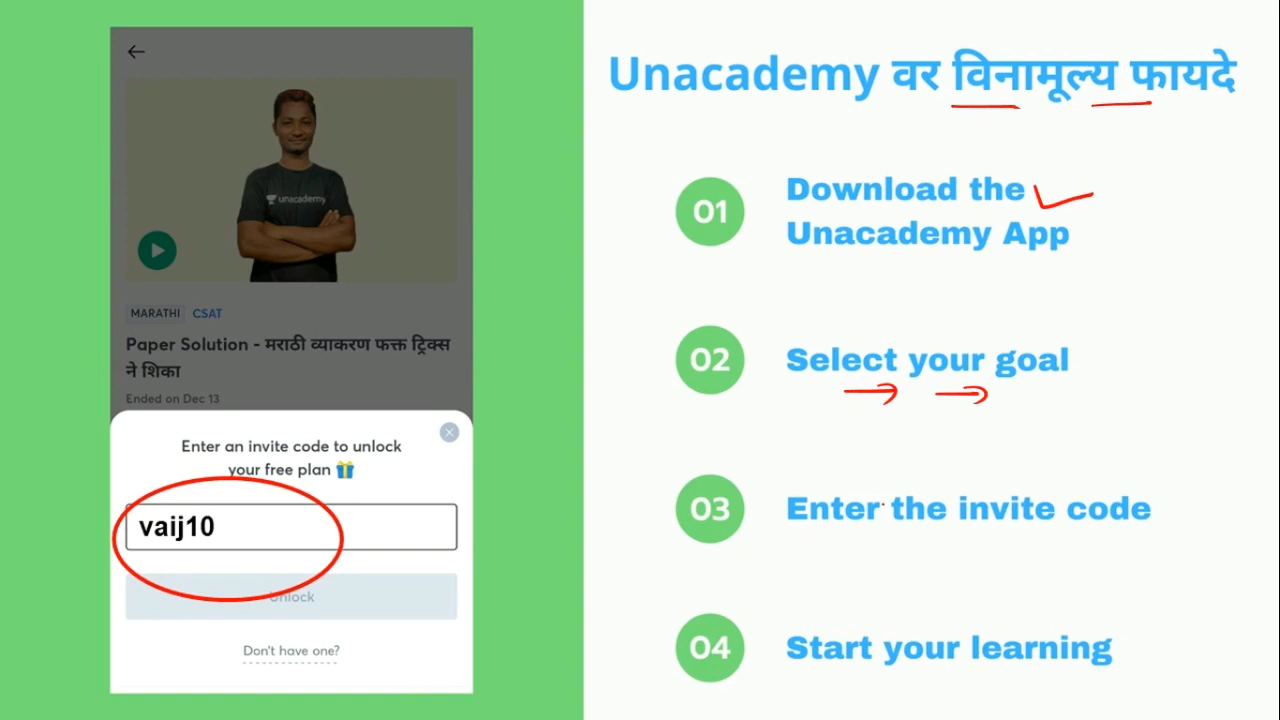 unacademy
MARATHI CSAT
Paper Solution - मराठी व्याकरण फक्त ट्रिक्स
ने शिका
Ended on Dec 13
Enter an invite code to unlock
your free plan
vaij10
Unlock
Don't have one?
Unacademy वर विनामूल्य फायदे
01 Download the
Unacademy App
02 Select your goal
03 Enter the invite code
04 Start your learning